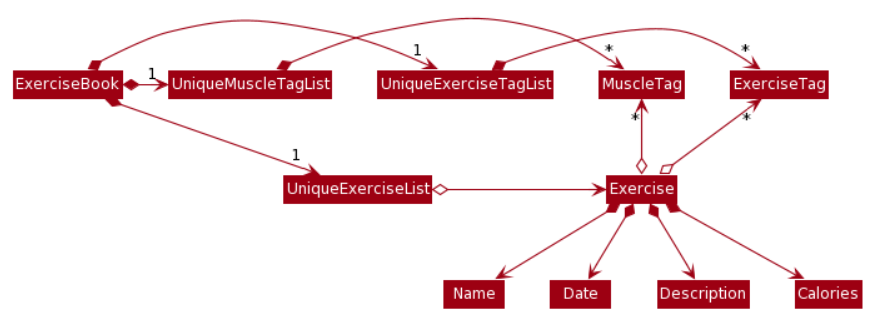 1
*
*
ExerciseBook
1
UniqueMuscleTagList
UniqueExerciseTagList
MuscleTag
ExerciseTag
*
*
1
UniqueExerciseList
Exercise
Name
Date
Description
Calories